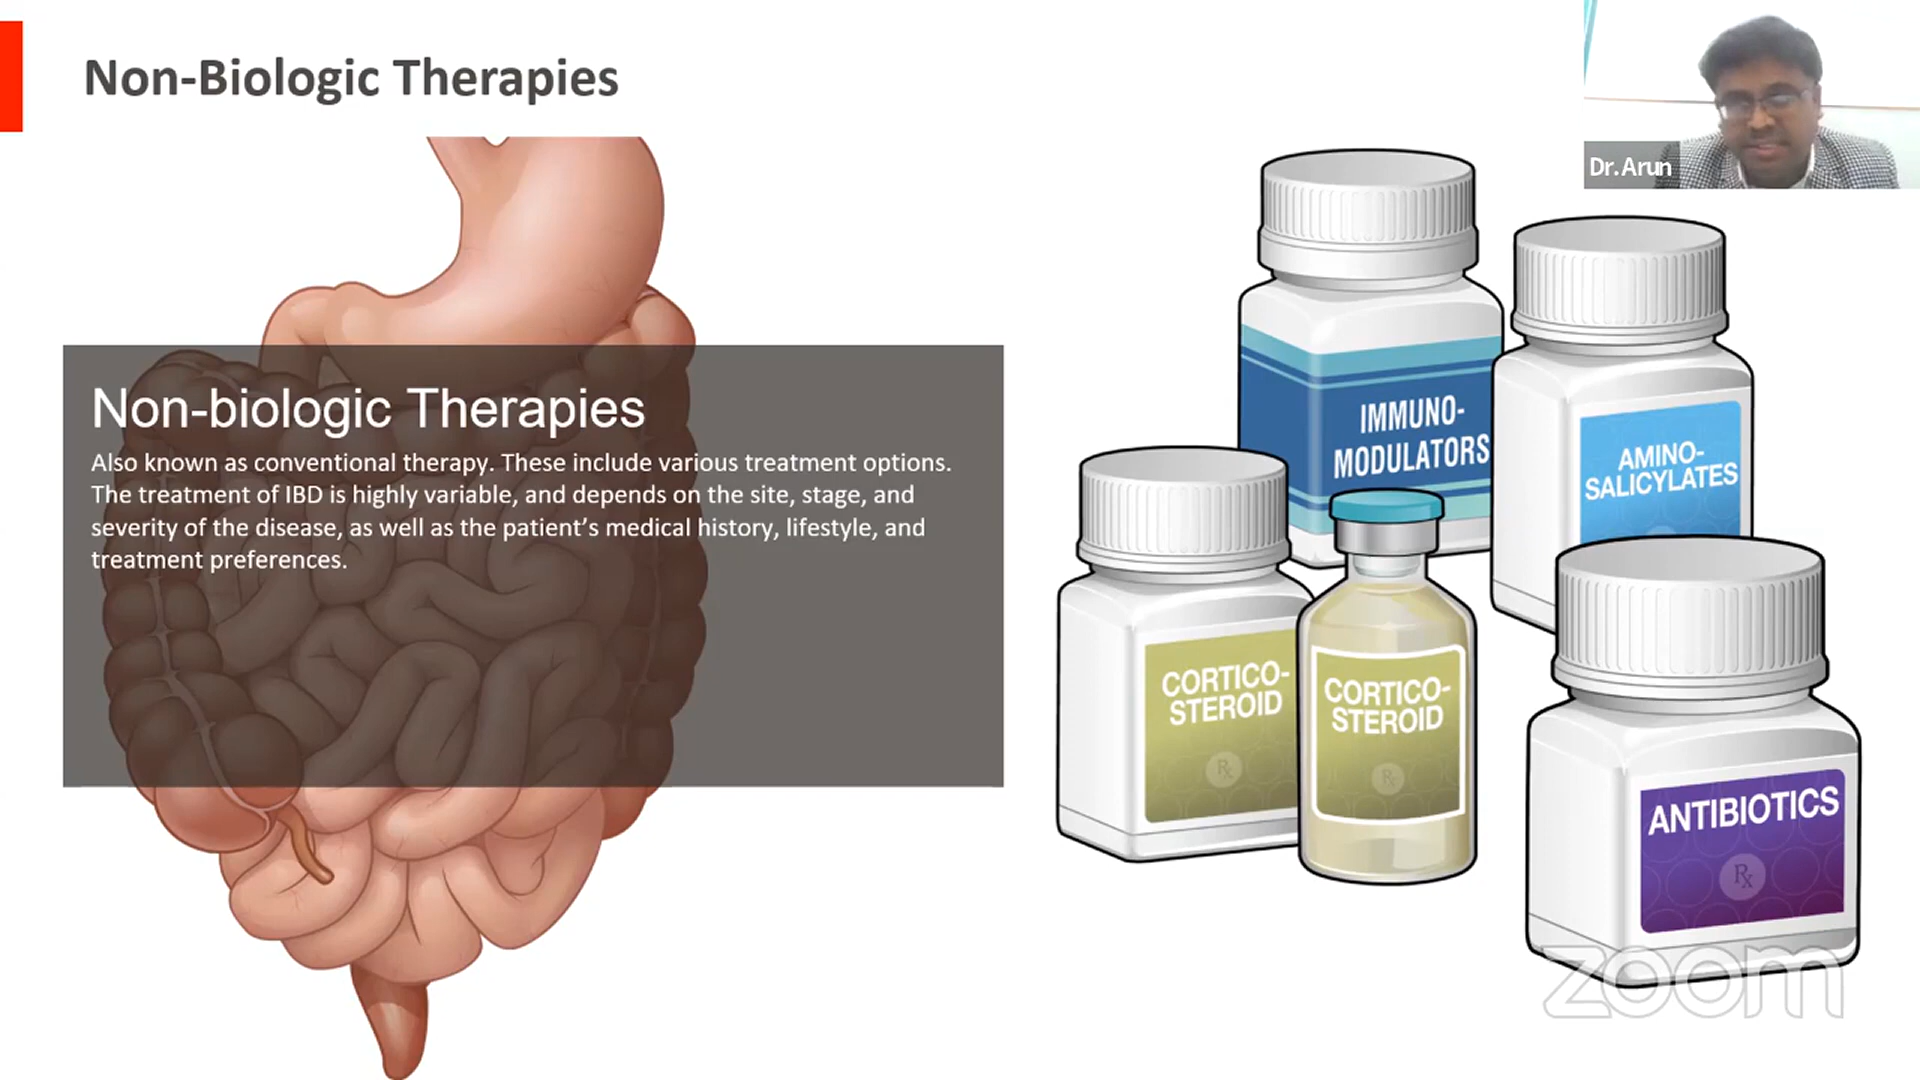 Non-Biologic Therapies
Dr. Arun
Non-biologic Therapies
Also known as conventional therapy. These include various treatment options.
The treatment of IBD is highly variable, and depends on the site, stage, and
severity of the disease, as well as the patient's medical history, lifestyle, and
treatment preferences.
IMMUNO-
MODULATORS
AMINO-
SALICYLATES
CORTICO-
STEROID
Rx
CORTICO-
STEROID
Rx
ANTIBIOTICS
Rx
zoom